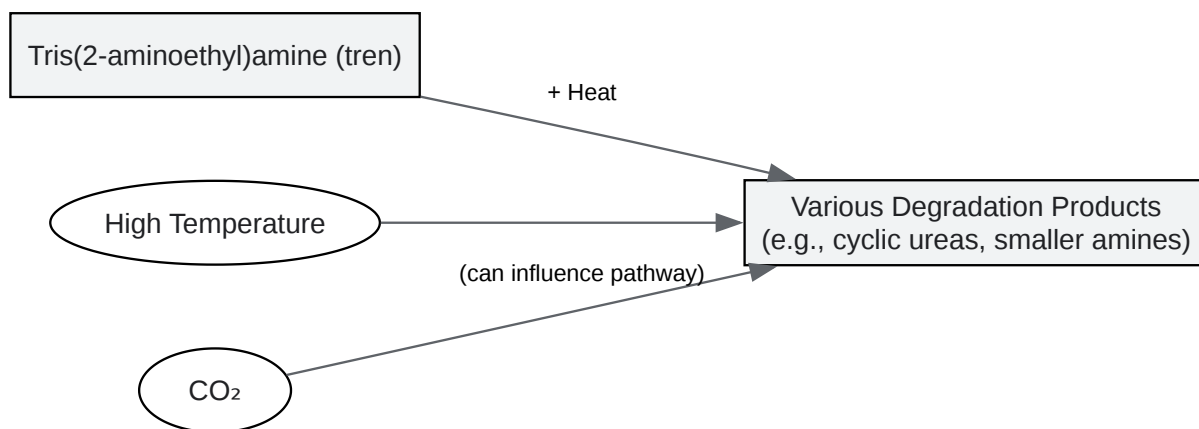 Tris(2-aminoethyl)amine (tren)
+ Heat
High Temperature
Various Degradation Products
(e.g., cyclic ureas, smaller amines)
(can influence pathway)
CO₂